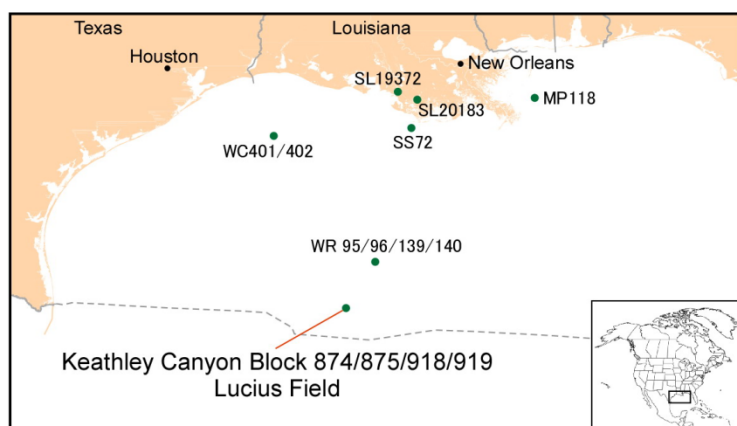 Texas
Louisiana
Houston
New Orleans
SL19372
SL20183
MP118
SS72
WC401/402
WR 95/96/139/140
Keathley Canyon Block 874/875/918/919
Lucius Field